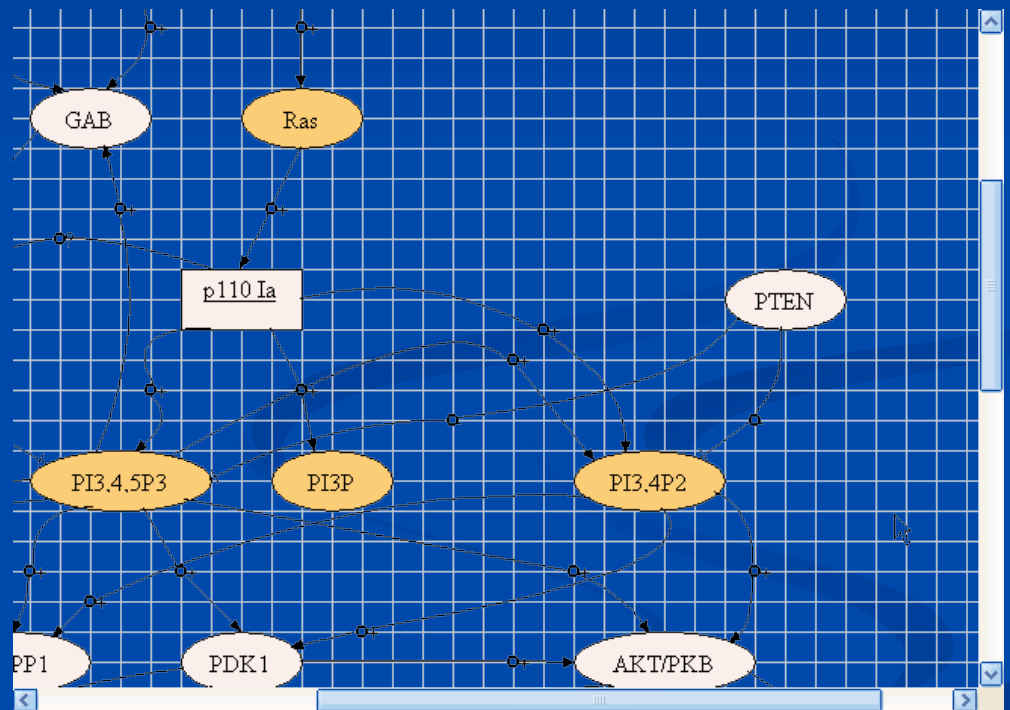 GAB
Ras
p110 Ia
PTEN
PI3,4,5P3
PI3P
PI3,4P2
PP1
PDK1
AKT/PKB